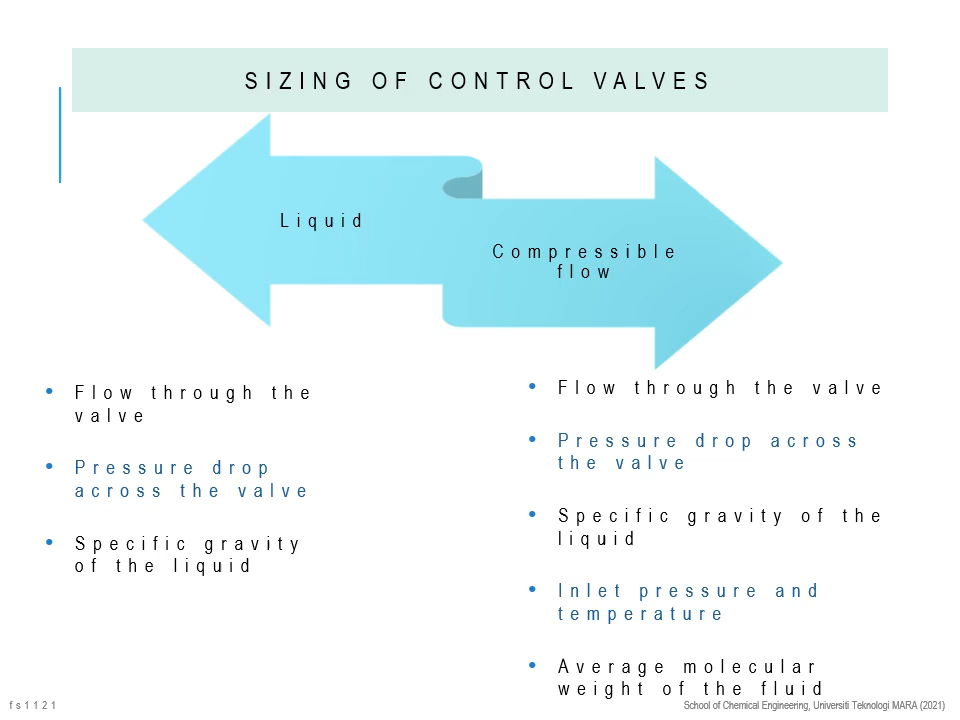 SIZING OF CONTROL VALVES
Liquid
Compressible
flow
• Flow through the
valve
• Pressure drop
across the valve
• Specific gravity
of the liquid
• Flow through the valve
• Pressure drop across
the valve
• Specific gravity of the
liquid
• Inlet pressure and
temperature
• Average molecular
weight of the fluid
fs1121
School of Chemical Engineering, Universiti Teknologi MARA (2021)